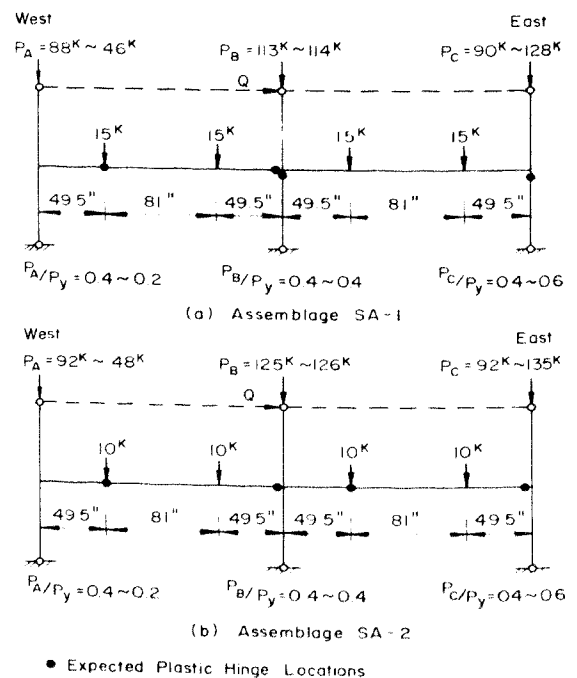 West
East
P_A = 88^K ~ 46^K P_B = 113^K ~ 114^K P_C = 90^K ~ 128^K
Q
15^K 15^K 15^K 15^K
49.5" 81" 49.5" 49.5" 81" 49.5"
P_A/P_y = 0.4 ~ 0.2 P_B/P_y = 0.4 ~ 0.4 P_C/P_y = 0.4 ~ 0.6
(a) Assemblage SA-1
West
East
P_A = 92^K ~ 48^K P_B = 125^K ~ 126^K P_C = 92^K ~ 135^K
Q
10^K 10^K 10^K 10^K
49.5" 81" 49.5" 49.5" 81" 49.5"
P_A/P_y = 0.4 ~ 0.2 P_B/P_y = 0.4 ~ 0.4 P_C/P_y = 0.4 ~ 0.6
(b) Assemblage SA-2
● Expected Plastic Hinge Locations